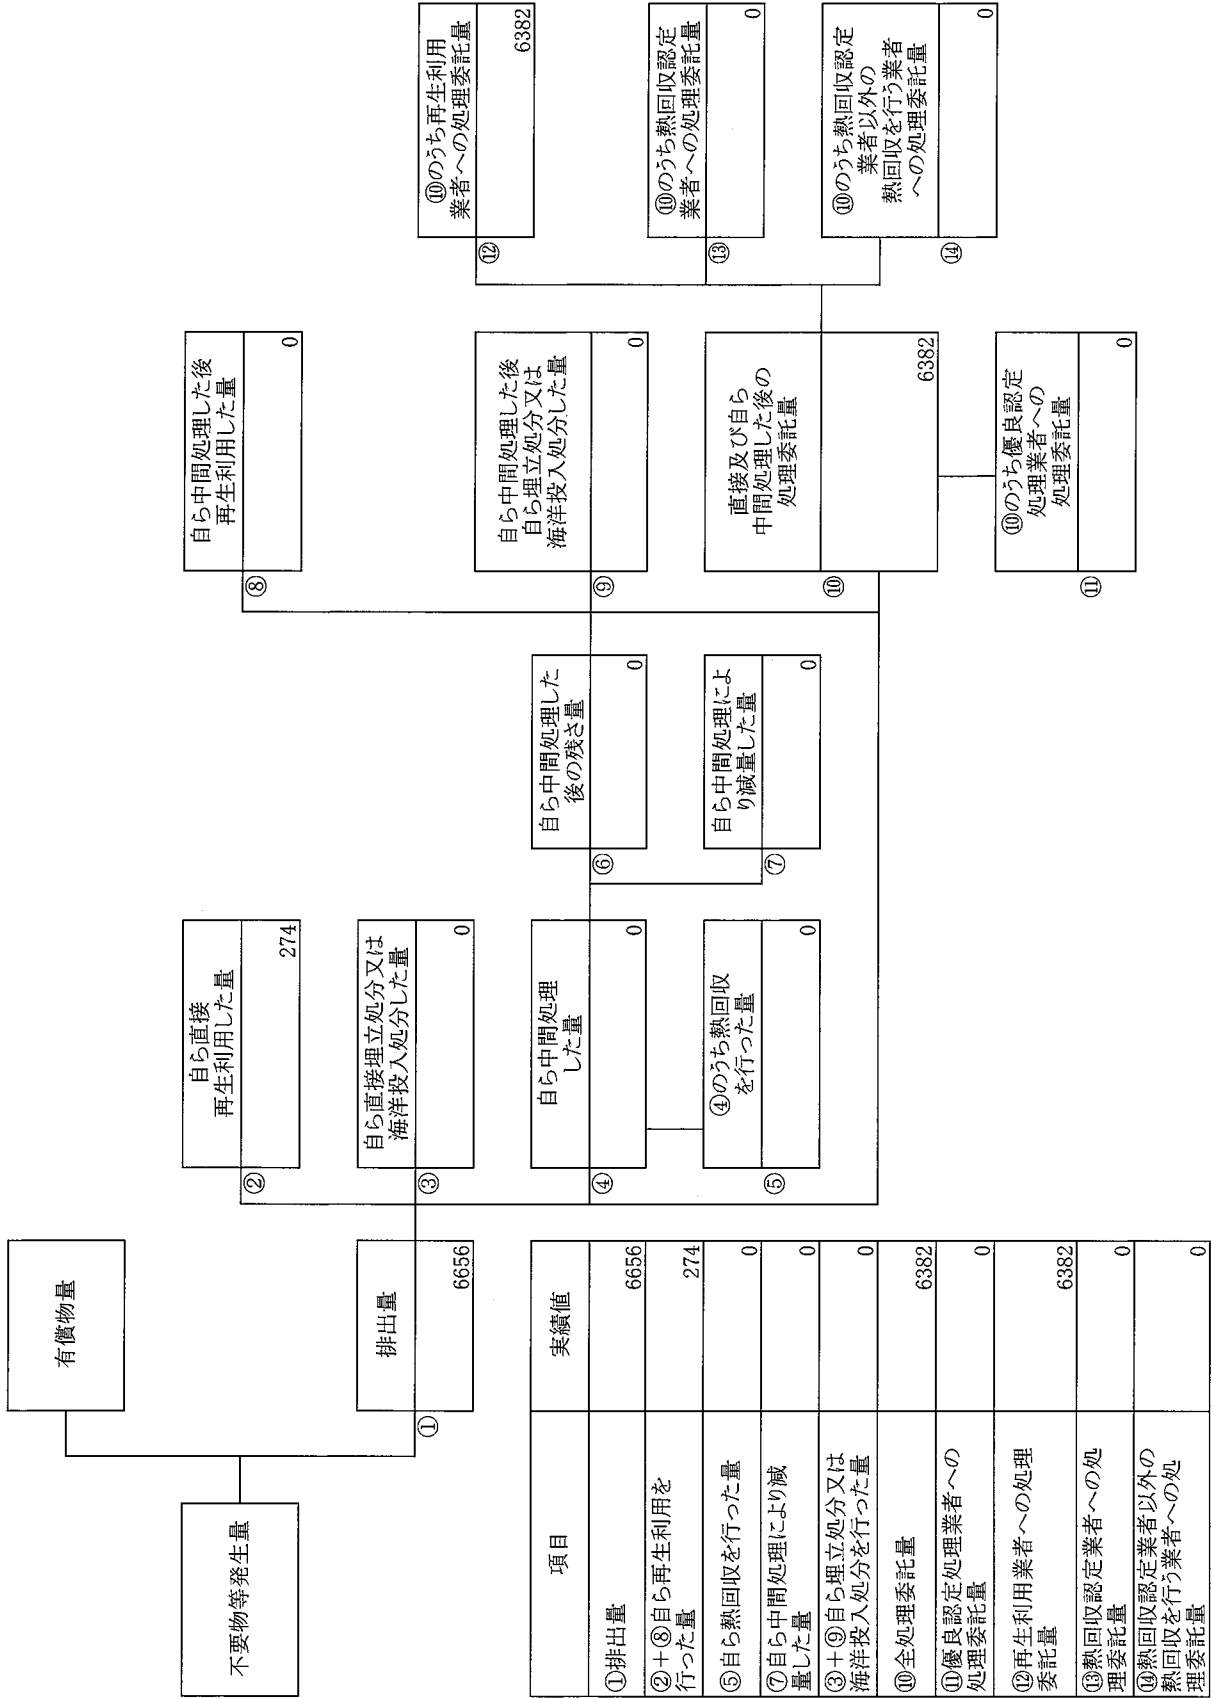 不要物等発生量
有償物量
①
排出量
6656
②
自ら直接
再生利用した量
274
③
自ら直接埋立処分又は
海洋投入処分した量
0
④
自ら中間処理
した量
0
⑤
④のうち熱回収
を行った量
0
⑥
自ら中間処理した
後の残さ量
0
⑦
自ら中間処理によ
り減量した量
0
⑧
自ら中間処理した後
再生利用した量
0
⑨
自ら中間処理した後
自ら埋立処分又は
海洋投入処分した量
0
⑩
直接及び自ら
中間処理した後の
処理委託量
6382
⑪
⑩のうち優良認定
処理業者への
処理委託量
0
⑫
⑩のうち再生利用
業者への処理委託量
6382
⑬
⑩のうち熱回収認定
業者への処理委託量
0
⑭
⑩のうち熱回収認定
業者以外の
熱回収を行う業者
への処理委託量
0
項目 実績値
①排出量 6656
②+⑧自ら再生利用を
行った量 274
⑤自ら熱回収を行った量 0
⑦自ら中間処理により減
量した量 0
③+⑨自ら埋立処分又は
海洋投入処分を行った量 0
⑩全処理委託量 6382
⑪優良認定処理業者への
処理委託量 0
⑫再生利用業者への処理
委託量 6382
⑬熱回収認定業者への処
理委託量 0
⑭熱回収認定業者以外の
熱回収を行う業者への処
理委託量 0